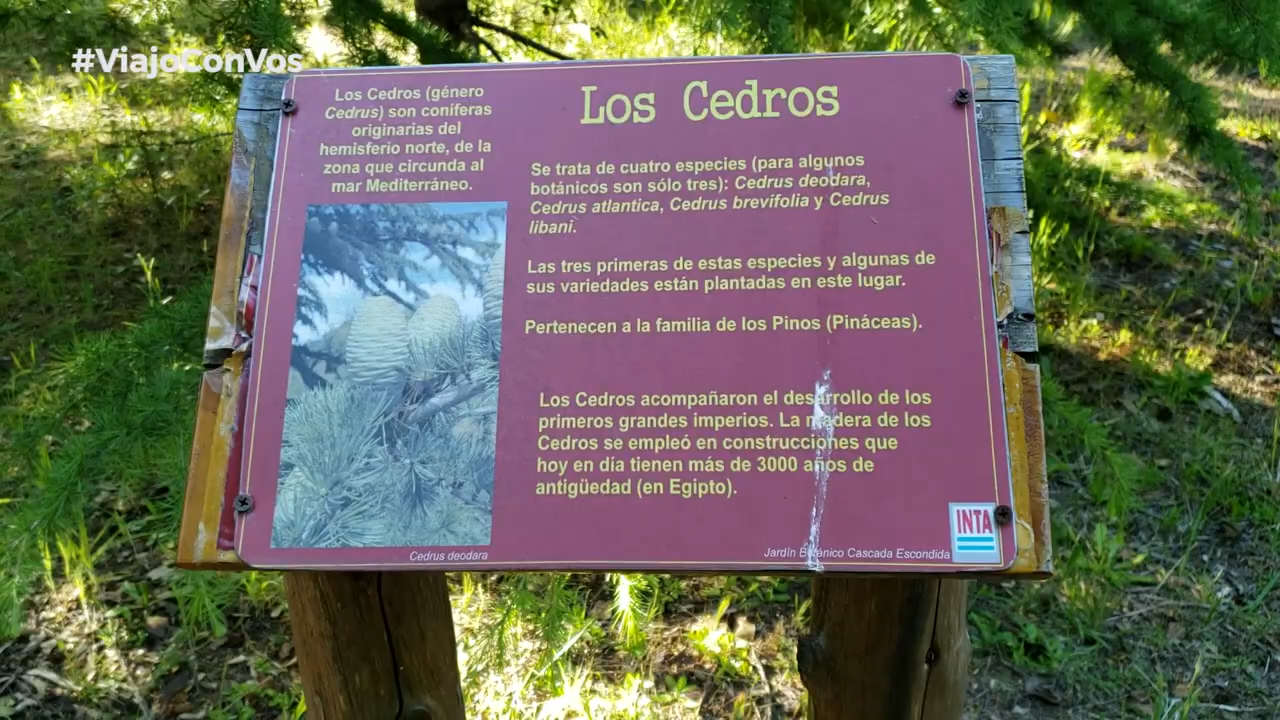 #ViajoConVos
Los Cedros (género
Cedrus) son coníferas
originarias del
hemisferio norte, de la
zona que circunda al
mar Mediterráneo.
Los Cedros
Se trata de cuatro especies (para algunos
botánicos son sólo tres): Cedrus deodara,
Cedrus atlantica, Cedrus brevifolia y Cedrus
libani.
Las tres primeras de estas especies y algunas de
sus variedades están plantadas en este lugar.
Pertenecen a la familia de los Pinos (Pináceas).
Los Cedros acompañaron el desarrollo de los
primeros grandes imperios. La madera de los
Cedros se empleó en construcciones que
hoy en día tienen más de 3000 años de
antigüedad (en Egipto).
Cedrus deodara
Jardín Botánico Cascada Escondida
INTA